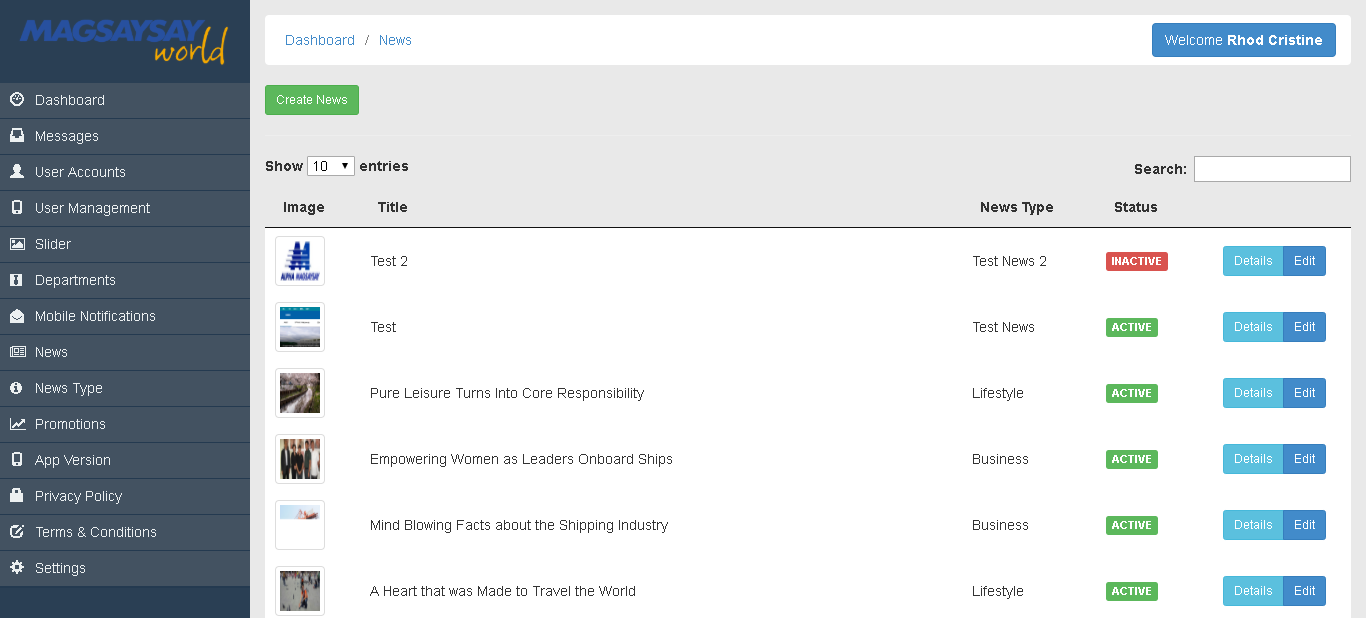 MAGSAYSAY
world
Dashboard
Messages
User Accounts
User Management
Slider
Departments
Mobile Notifications
News
News Type
Promotions
App Version
Privacy Policy
Terms & Conditions
Settings
Dashboard / News
Welcome Rhod Cristine
Create News
Show 10 entries
Search:
Image Title News Type Status
ALPHA MAGSAYSAY
Test 2 Test News 2 INACTIVE Details Edit
Test Test News ACTIVE Details Edit
Pure Leisure Turns Into Core Responsibility Lifestyle ACTIVE Details Edit
Empowering Women as Leaders Onboard Ships Business ACTIVE Details Edit
Mind Blowing Facts about the Shipping Industry Business ACTIVE Details Edit
A Heart that was Made to Travel the World Lifestyle ACTIVE Details Edit